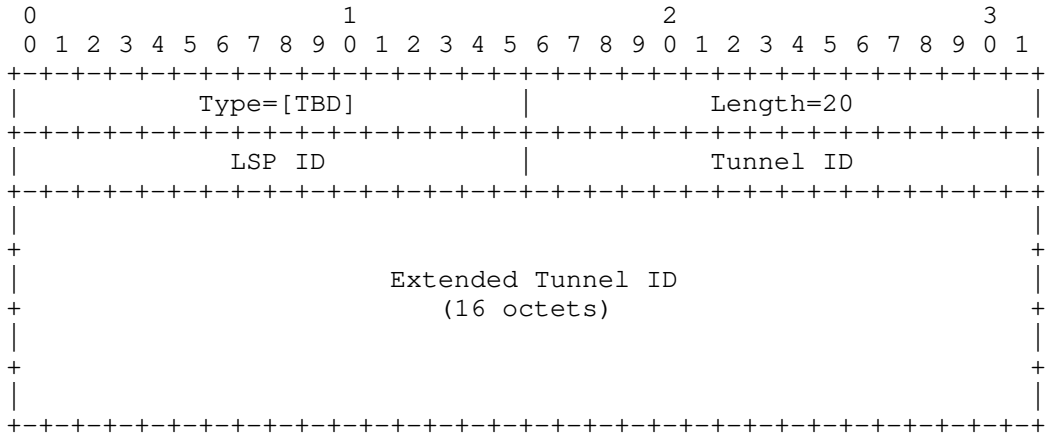 0                   1                   2                   3
 0 1 2 3 4 5 6 7 8 9 0 1 2 3 4 5 6 7 8 9 0 1 2 3 4 5 6 7 8 9 0 1
+-+-+-+-+-+-+-+-+-+-+-+-+-+-+-+-+-+-+-+-+-+-+-+-+-+-+-+-+-+-+-+-+
|           Type=[TBD]          |           Length=20           |
+-+-+-+-+-+-+-+-+-+-+-+-+-+-+-+-+-+-+-+-+-+-+-+-+-+-+-+-+-+-+-+-+
|             LSP ID            |           Tunnel ID           |
+-+-+-+-+-+-+-+-+-+-+-+-+-+-+-+-+-+-+-+-+-+-+-+-+-+-+-+-+-+-+-+-+
|                                                               |
+                                                               +
|                       Extended Tunnel ID                      |
+                          (16 octets)                          +
|                                                               |
+                                                               +
|                                                               |
+-+-+-+-+-+-+-+-+-+-+-+-+-+-+-+-+-+-+-+-+-+-+-+-+-+-+-+-+-+-+-+-+